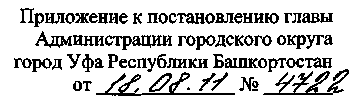 Приложение к постановлению главы
Администрации городского округа
город Уфа Республики Башкортостан
от 18.08.11 № 4722